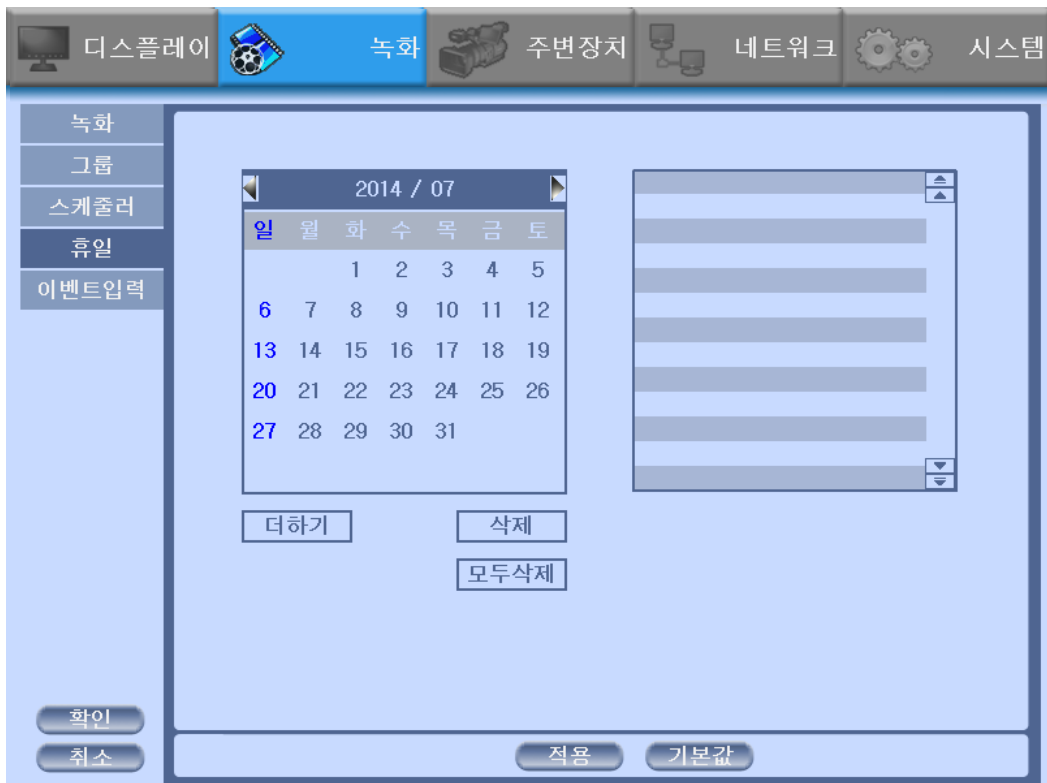 디스플레이 녹화 주변장치 네트워크 시스템
녹화
그룹
스케줄러
휴일
이벤트입력
2014 / 07
일 월 화 수 목 금 토
1 2 3 4 5
6 7 8 9 10 11 12
13 14 15 16 17 18 19
20 21 22 23 24 25 26
27 28 29 30 31
더하기 삭제
모두삭제
확인
취소
적용 기본값